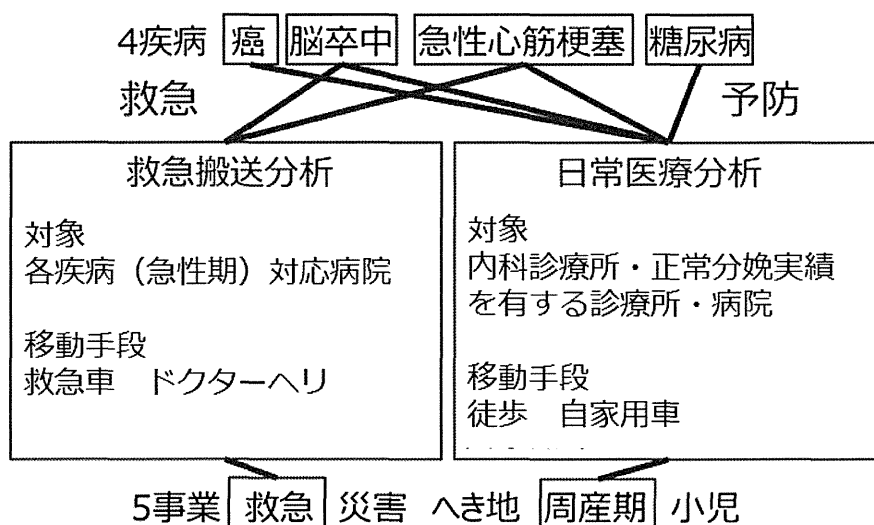 4疾病 癌 脳卒中 急性心筋梗塞 糖尿病
救急 予防
救急搬送分析
対象
各疾病（急性期）対応病院
移動手段
救急車 ドクターヘリ
日常医療分析
対象
内科診療所・正常分娩実績
を有する診療所・病院
移動手段
徒歩 自家用車
5事業 救急 災害 へき地 周産期 小児